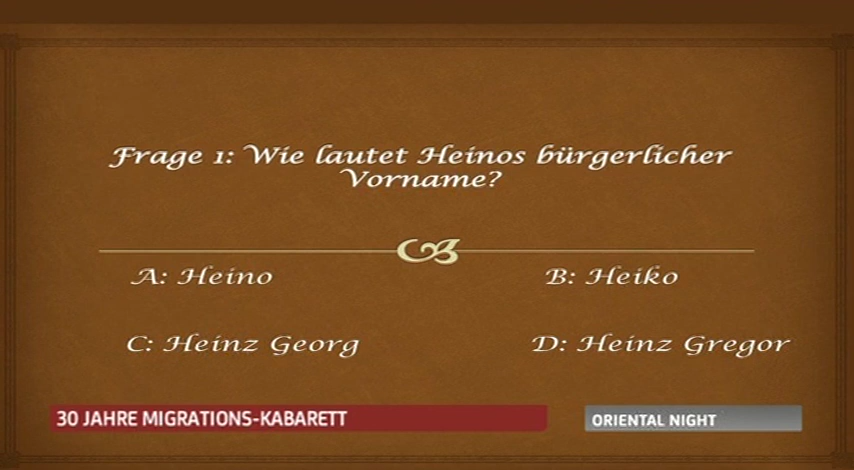 Frage 1: Wie lautet Heinos bürgerlicher
Vorname?
A: Heino
B: Heiko
C: Heinz Georg
D: Heinz Gregor
30 JAHRE MIGRATIONS-KABARETT
ORIENTAL NIGHT